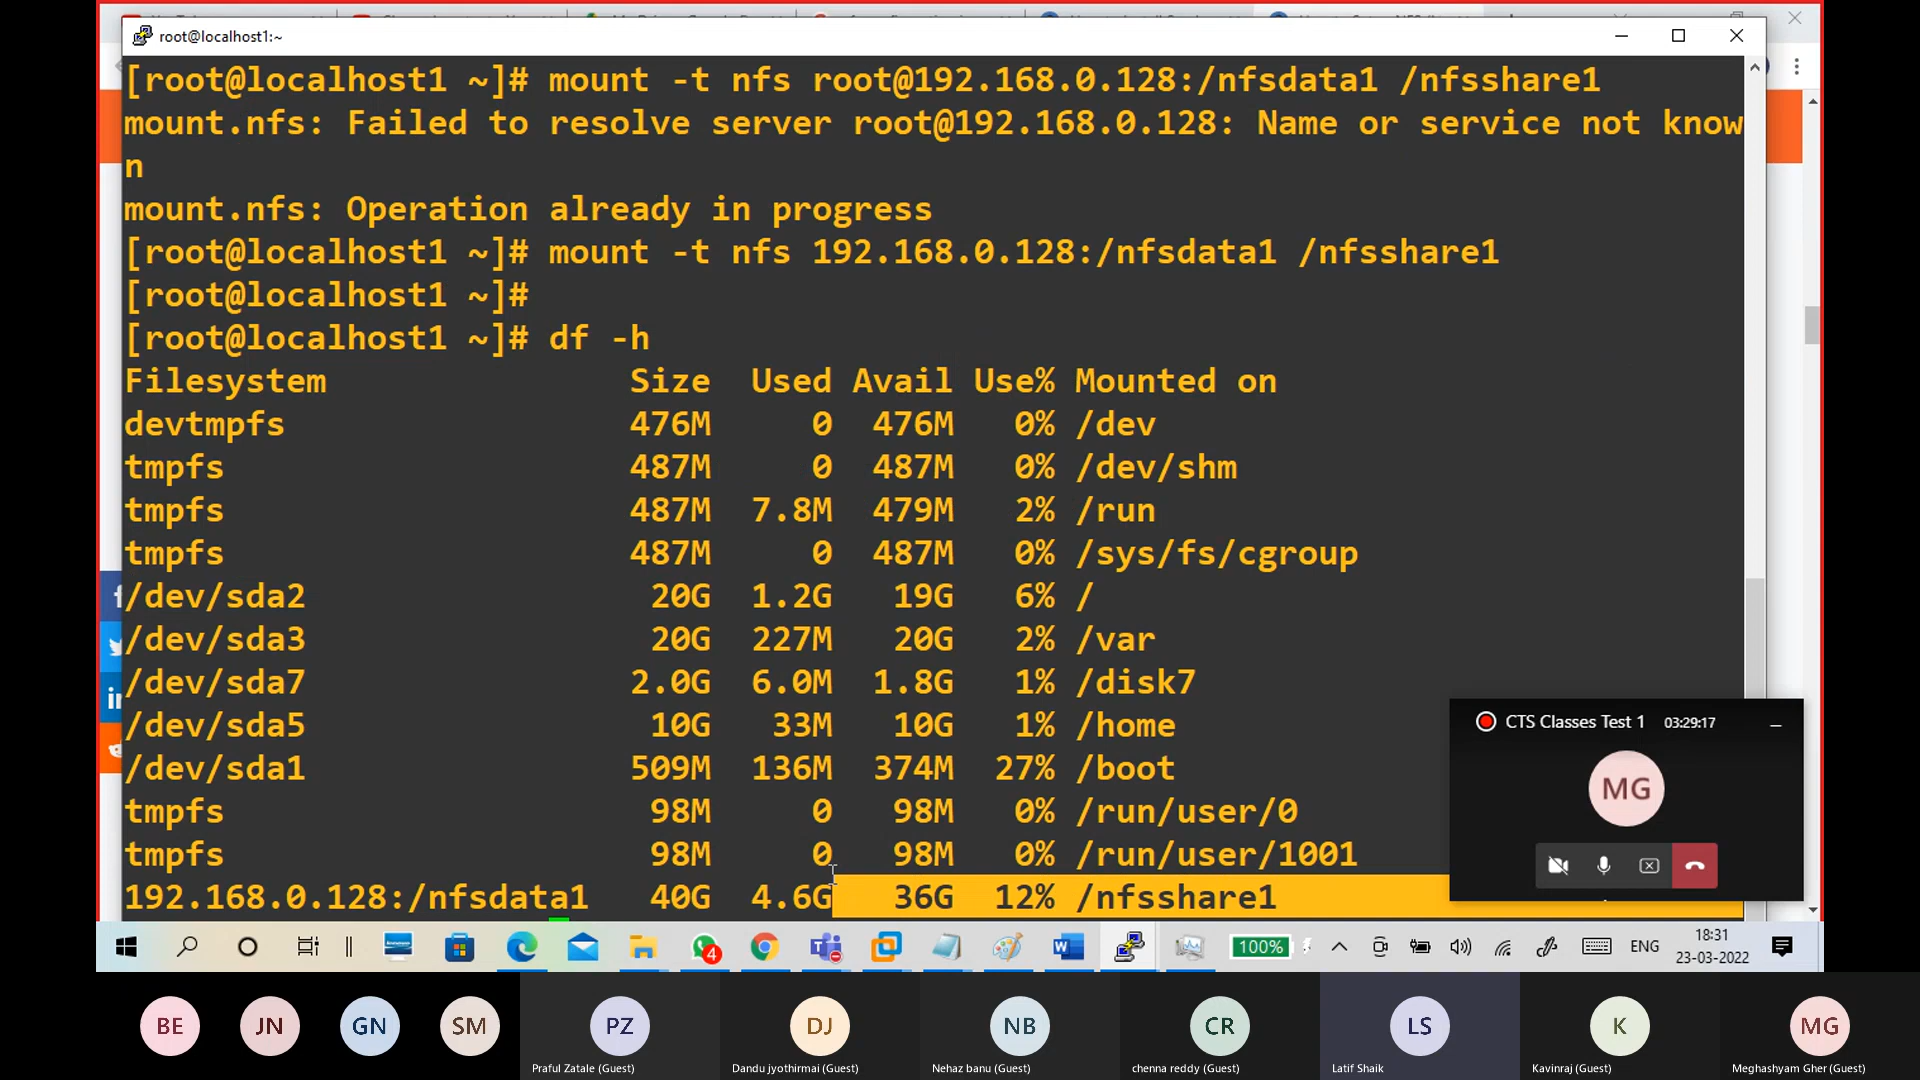 root@localhost1:~
[root@localhost1 ~]# mount -t nfs root@192.168.0.128:/nfsdata1 /nfsshare1
mount.nfs: Failed to resolve server root@192.168.0.128: Name or service not know
n
mount.nfs: Operation already in progress
[root@localhost1 ~]# mount -t nfs 192.168.0.128:/nfsdata1 /nfsshare1
[root@localhost1 ~]#
[root@localhost1 ~]# df -h
Filesystem Size Used Avail Use% Mounted on
devtmpfs 476M 0 476M 0% /dev
tmpfs 487M 0 487M 0% /dev/shm
tmpfs 487M 7.8M 479M 2% /run
tmpfs 487M 0 487M 0% /sys/fs/cgroup
/dev/sda2 20G 1.2G 19G 6% /
/dev/sda3 20G 227M 20G 2% /var
/dev/sda7 2.0G 6.0M 1.8G 1% /disk7
/dev/sda5 10G 33M 10G 1% /home
/dev/sda1 509M 136M 374M 27% /boot
tmpfs 98M 0 98M 0% /run/user/0
tmpfs 98M 0 98M 0% /run/user/1001
192.168.0.128:/nfsdata1 40G 4.6G 36G 12% /nfsshare1
CTS Classes Test 1 03:29:17
MG
4
100%
ENG
18:31
23-03-2022
BE JN GN SM PZ DJ NB CR LS K MG
Praful Zatale (Guest) Dandu jyothirmai (Guest) Nehaz banu (Guest) chenna reddy (Guest) Latif Shaik Kavinraj (Guest) Meghashyam Gher (Guest)